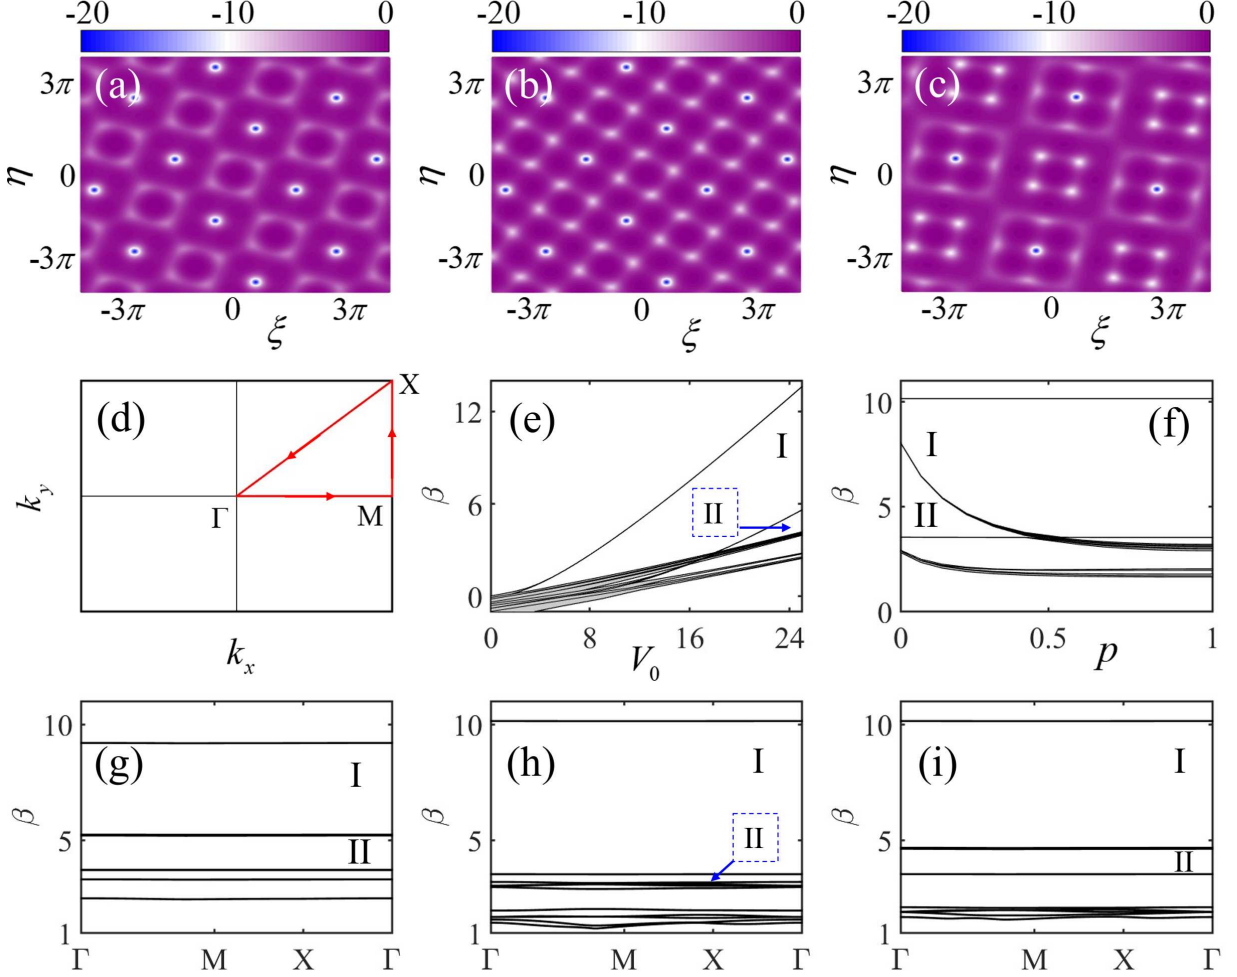 -20 -10 0 -20 -10 0 -20 -10 0
(a) (b) (c)
3π 3π 3π
η 0 η 0 η 0
-3π -3π -3π
-3π 0 3π -3π 0 3π -3π 0 3π
ξ ξ ξ
(d) X (e) I (f) I
k_y Γ M β 12 6 0 II β 10 5 0 II
k_x 0 8 16 24 0 0.5 1
V_0 p
(g) I (h) I (i) I
β 10 5 1 II β 10 5 1 II β 10 5 1 II
Γ M X Γ Γ M X Γ Γ M X Γ